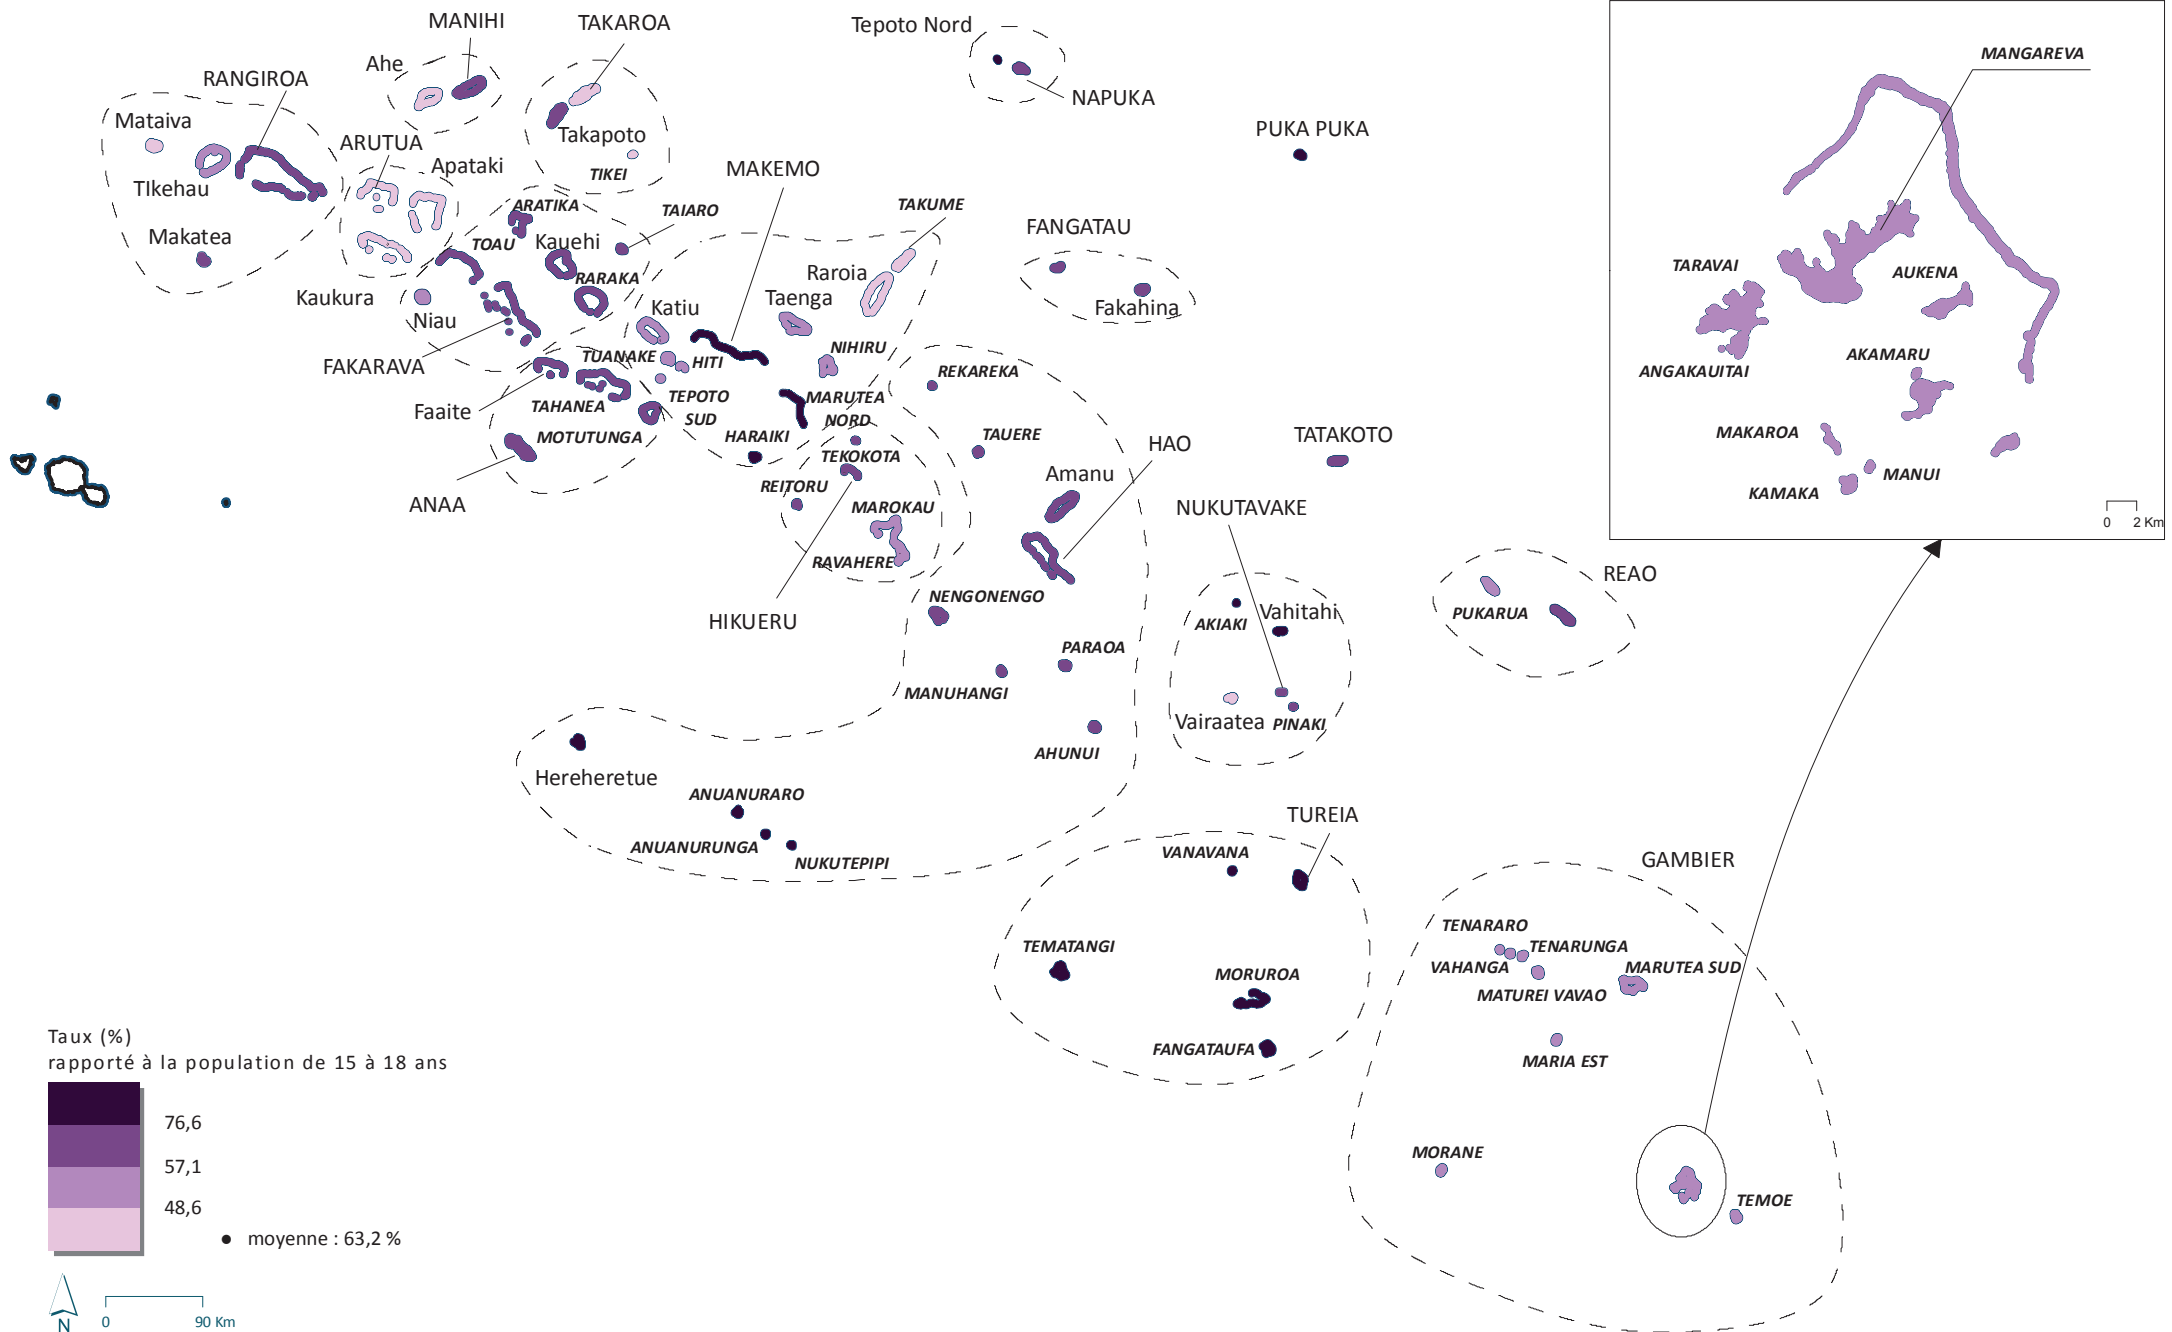 MANIHI
TAKAROA
Tepoto Nord
Ahe
RANGIROA
NAPUKA
MANGAREVA
Mataiva
ARUTUA
Takapoto
PUKA PUKA
Apataki
TIKEI
MAKEMO
TIkehau
ARATIKA
TAIARO
TAKUME
Makatea
TOAU
Kauehi
FANGATAU
RARAKA
Raroia
TARAVAI
AUKENA
Kaukura
Niau
Katiu
Taenga
Fakahina
FAKARAVA
TUANAKE
HITI
NIHIRU
REKAREKA
AKAMARU
ANGAKAUITAI
Faaite
TAHANEA
TEPOTO
SUD
MARUTEA
NORD
MOTUTUNGA
HARAIKI
TEKOKOTA
TAUERE
HAO
TATAKOTO
MAKAROA
ANAA
REITORU
MAROKAU
Amanu
NUKUTAVAKE
KAMAKA
MANUI
0 2 Km
RAVAHERE
HIKUERU
NENGONENGO
AKIAKI
Vahitahi
PUKARUA
REAO
MANUHANGI
PARAOA
Vairaatea
PINAKI
AHUNUI
Hereheretue
ANUANURARO
ANUANURUNGA
NUKUTEPIPI
TUREIA
VANAVANA
GAMBIER
TEMATANGI
MORUROA
FANGATAUFA
TENARARO
TENARUNGA
VAHANGA
MARUTEA SUD
MATUREI VAVAO
MARIA EST
MORANE
TEMOE
Taux (%)
rapporté à la population de 15 à 18 ans
76,6
57,1
48,6
moyenne : 63,2 %
N
0 90 Km